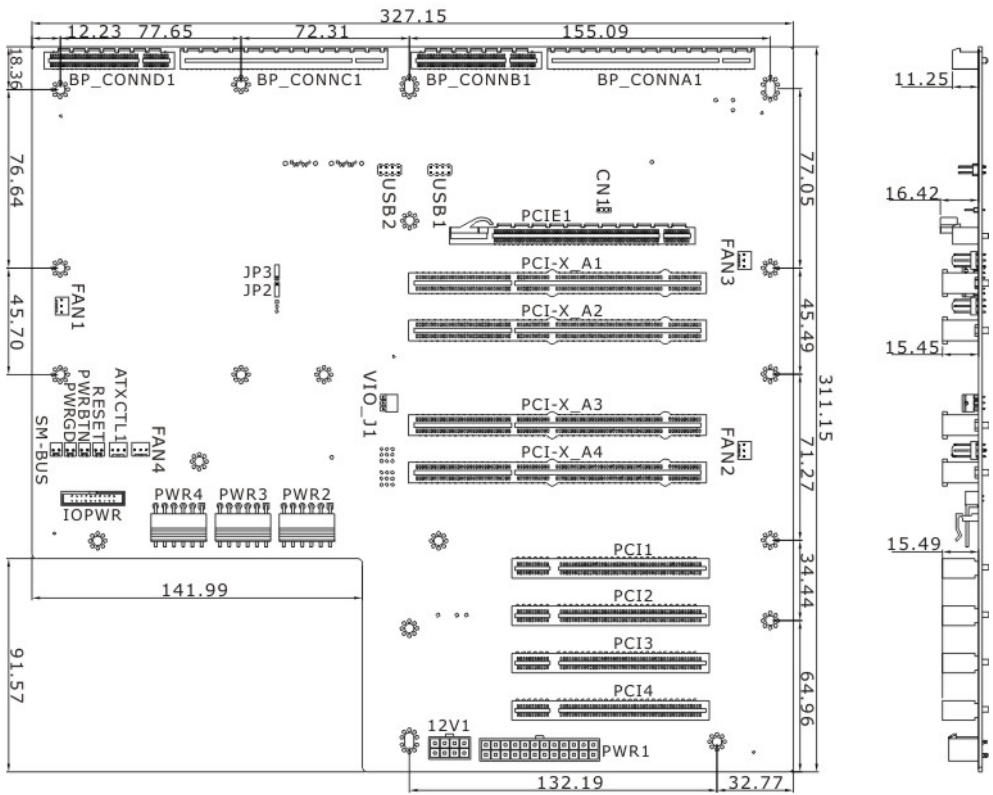 327.15
12.23 77.65 72.31 155.09
18.36
BP_CONND1 BP_CONNC1 BP_CONNB1 BP_CONNA1
11.25
76.64
77.05
USB2
USB1
CN1
16.42
PCIE1
FAN3
JP3
JP2
PCI-X_A1
FAN1
PCI-X_A2
45.70
45.49
15.45
311.15
VIO_J1
PCI-X_A3
SM-BUS
PWRGD
PWRBTN
RESET
ATXCTL1
FAN4
FAN2
PCI-X_A4
71.27
IOPWR
PWR4 PWR3 PWR2
15.49
PCI1
34.44
141.99
PCI2
91.57
PCI3
64.96
PCI4
12V1
PWR1
132.19 32.77